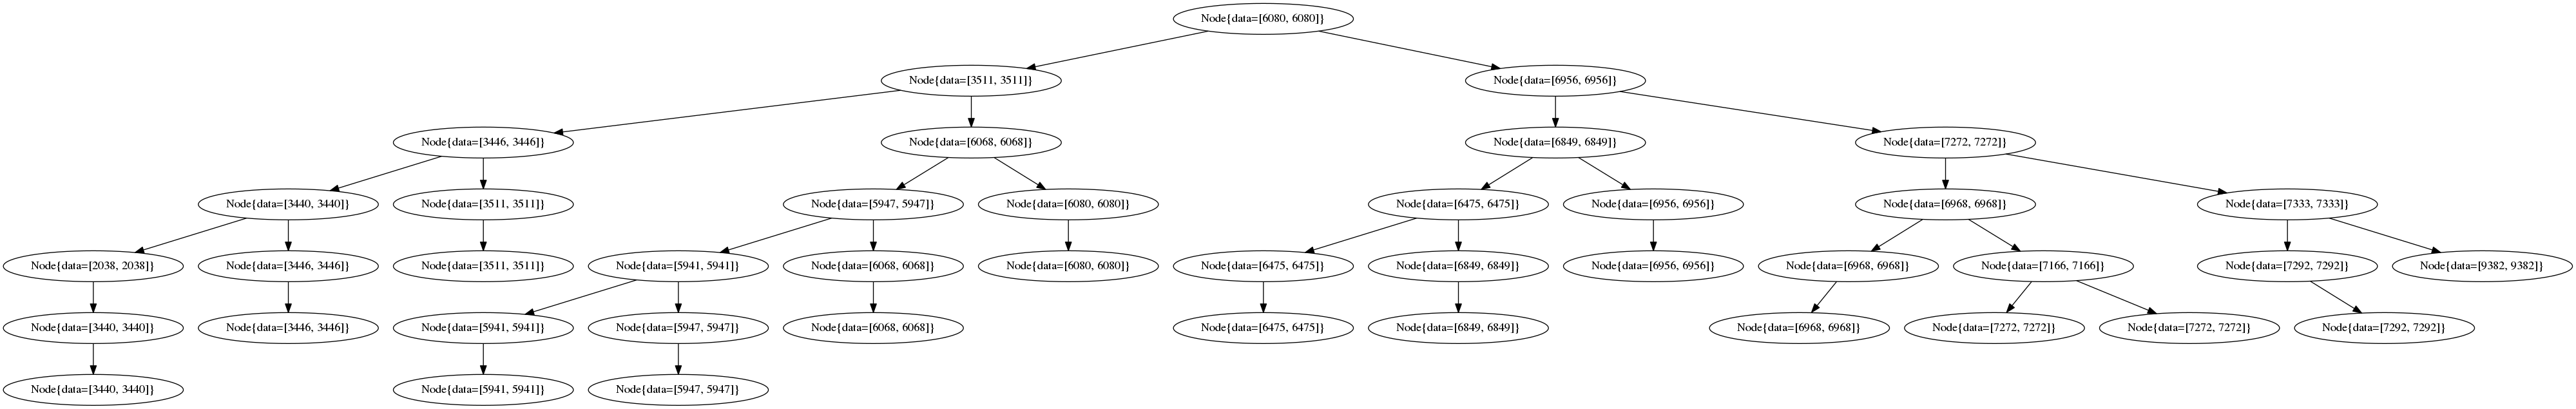 Node{data=[6080, 6080]}
Node{data=[3511, 3511]}
Node{data=[6956, 6956]}
Node{data=[3446, 3446]}
Node{data=[6068, 6068]}
Node{data=[6849, 6849]}
Node{data=[7272, 7272]}
Node{data=[3440, 3440]}
Node{data=[3511, 3511]}
Node{data=[5947, 5947]}
Node{data=[6080, 6080]}
Node{data=[6475, 6475]}
Node{data=[6956, 6956]}
Node{data=[6968, 6968]}
Node{data=[7333, 7333]}
Node{data=[2038, 2038]}
Node{data=[3446, 3446]}
Node{data=[3511, 3511]}
Node{data=[5941, 5941]}
Node{data=[6068, 6068]}
Node{data=[6080, 6080]}
Node{data=[6475, 6475]}
Node{data=[6849, 6849]}
Node{data=[6956, 6956]}
Node{data=[6968, 6968]}
Node{data=[7166, 7166]}
Node{data=[7292, 7292]}
Node{data=[9382, 9382]}
Node{data=[3440, 3440]}
Node{data=[3446, 3446]}
Node{data=[5941, 5941]}
Node{data=[5947, 5947]}
Node{data=[6068, 6068]}
Node{data=[6475, 6475]}
Node{data=[6849, 6849]}
Node{data=[6968, 6968]}
Node{data=[7272, 7272]}
Node{data=[7272, 7272]}
Node{data=[7292, 7292]}
Node{data=[3440, 3440]}
Node{data=[5941, 5941]}
Node{data=[5947, 5947]}